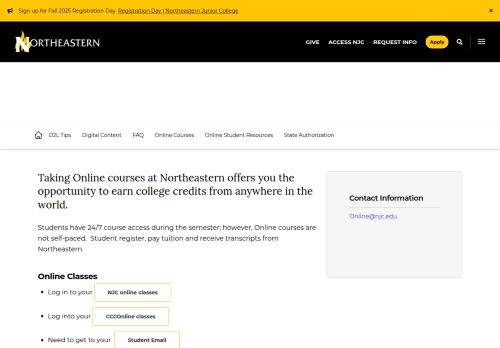 Sign up for Fall 2025 Registration Day Registration Day | Northeastern Junior College ×
NORTHEASTERN GIVE ACCESS NJC REQUEST INFO Apply
D2L Tips Digital Content FAQ Online Courses Online Student Resources State Authorization
Taking Online courses at Northeastern offers you the
opportunity to earn college credits from anywhere in the
world.
Students have 24/7 course access during the semester; however, Online courses are
not self-paced. Student register, pay tuition and receive transcripts from
Northeastern.
Online Classes
• Log in to your NJC online classes
• Log into your CCCOnline classes
• Need to get to your Student Email
Contact Information
Online@njc.edu